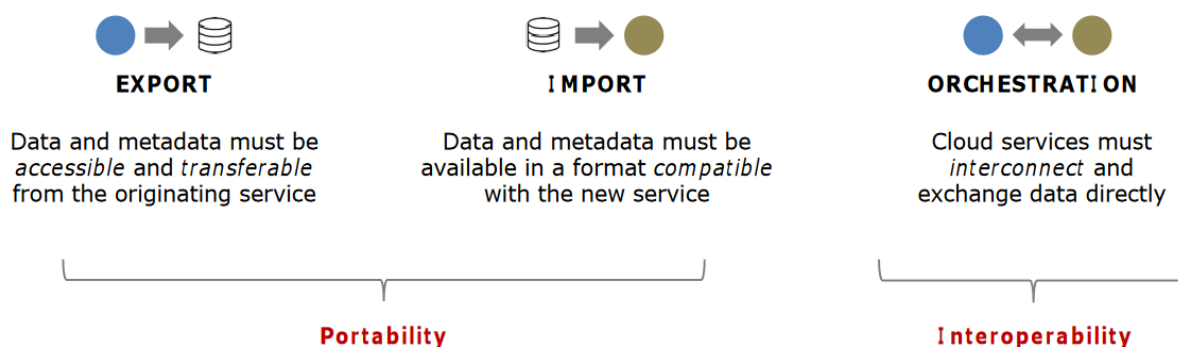 EXPORT
Data and metadata must be
accessible and transferable
from the originating service
IMPORT
Data and metadata must be
available in a format compatible
with the new service
ORCHESTRATION
Cloud services must
interconnect and
exchange data directly
Portability
Interoperability